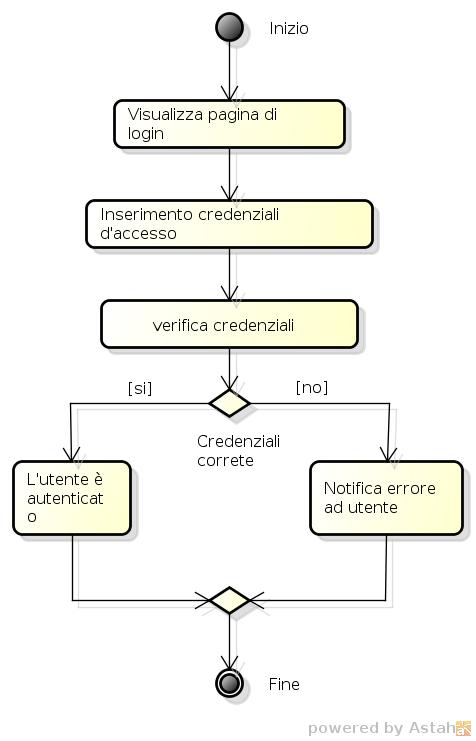 Inizio
Visualizza pagina di
login
Inserimento credenziali
d'accesso
verifica credenziali
[si]
[no]
Credenziali
corrette
L'utente è
autenticat
o
Notifica errore
ad utente
Fine
powered by Astah